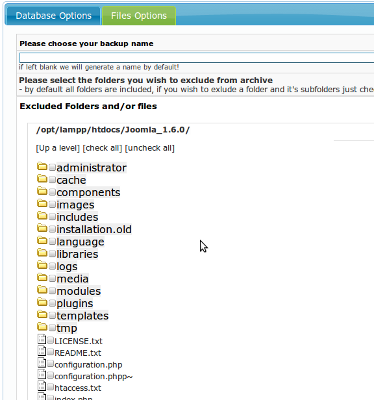 Database Options
Files Options
Please choose your backup name
if left blank we will generate a name by default!
Please select the folders you wish to exclude from archive
- by default all folders are included, if you wish to exlude a folder and it's subfolders just chec
Excluded Folders and/or files
/opt/lampp/htdocs/Joomla_1.6.0/
[Up a level] [check all] [uncheck all]
administrator
cache
components
images
includes
installation.old
language
libraries
logs
media
modules
plugins
templates
tmp
LICENSE.txt
README.txt
configuration.php
configuration.phpp~
htaccess.txt
index.php